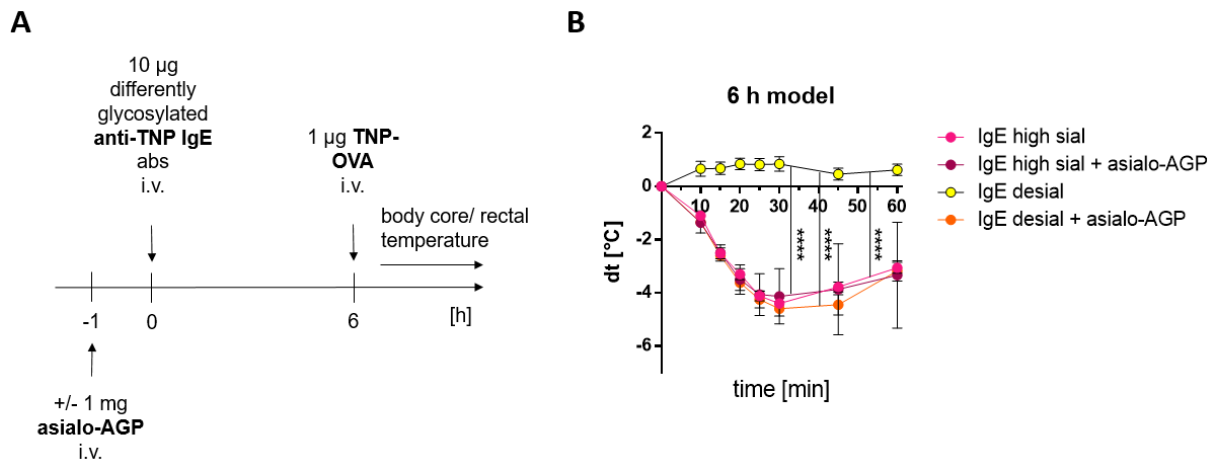 A
10 µg
differently
glycosylated
anti-TNP IgE
abs
i.v.
1 µg TNP-
OVA
i.v.
body core/ rectal
temperature
-1
0
6
[h]
+/- 1 mg
asialo-AGP
i.v.
B
6 h model
2
0
-2
-4
-6
dt [°C]
10
20
30
40
50
60
****
****
****
time [min]
IgE high sial
IgE high sial + asialo-AGP
IgE desial
IgE desial + asialo-AGP